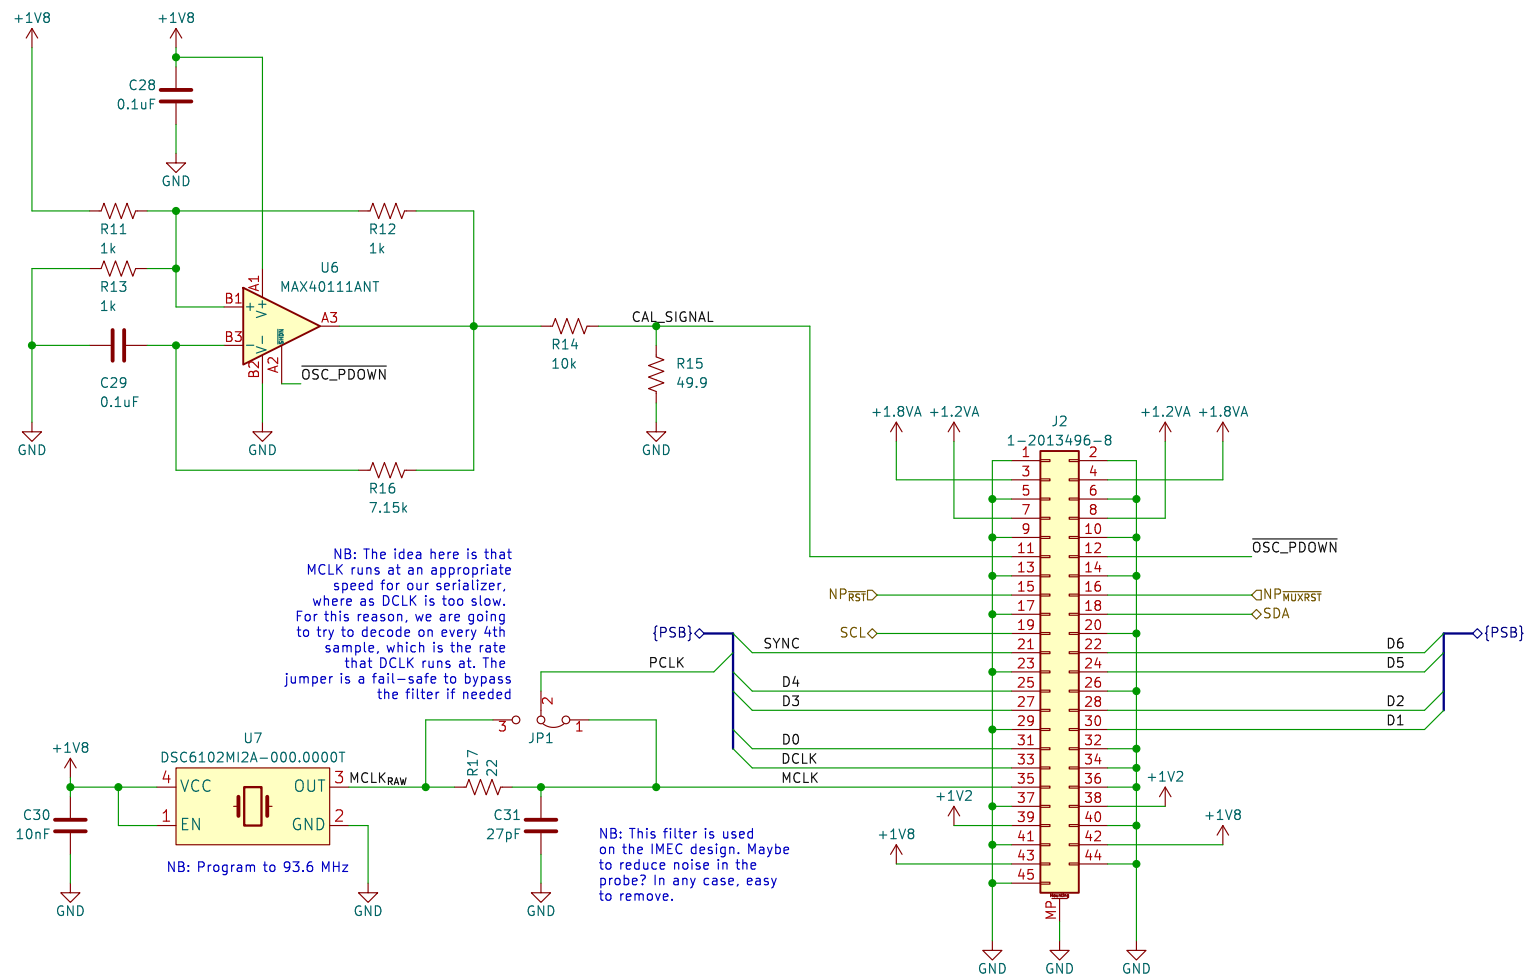 +1V8
+1V8
C28
0.1uF
GND
R11
1k
R12
1k
R13
1k
U6
MAX40111ANT
A1
B1
+
V+
A3
B3
-
V-
SHDN
B2
A2
OSC_PDOWN
C29
0.1uF
GND
GND
R14
10k
CAL_SIGNAL
R15
49.9
GND
R16
7.15k
+1.8VA
+1.2VA
J2
1-2013496-8
+1.2VA
+1.8VA
1
2
3
4
5
6
7
8
9
10
11
12
OSC_PDOWN
13
14
NP_RST
15
16
NP_MUXRST
17
18
SDA
SCL
19
20
{PSB}
SYNC
21
22
D6
{PSB}
PCLK
23
24
D5
D4
25
26
D3
27
28
D2
29
30
D1
D0
31
32
DCLK
33
34
MCLK
35
36
+1V2
37
38
+1V2
39
40
+1V8
41
42
+1V8
43
44
45
MP
GND
GND
GND
NB: The idea here is that
MCLK runs at an appropriate
speed for our serializer,
where as DCLK is too slow.
For this reason, we are going
to try to decode on every 4th
sample, which is the rate
that DCLK runs at. The
jumper is a fail-safe to bypass
the filter if needed
2
3
1
JP1
+1V8
U7
DSC6102MI2A-000.0000T
4
VCC
OUT
3
MCLK_RAW
1
EN
GND
2
R17
22
C30
10nF
C31
27pF
NB: Program to 93.6 MHz
GND
GND
GND
NB: This filter is used
on the IMEC design. Maybe
to reduce noise in the
probe? In any case, easy
to remove.